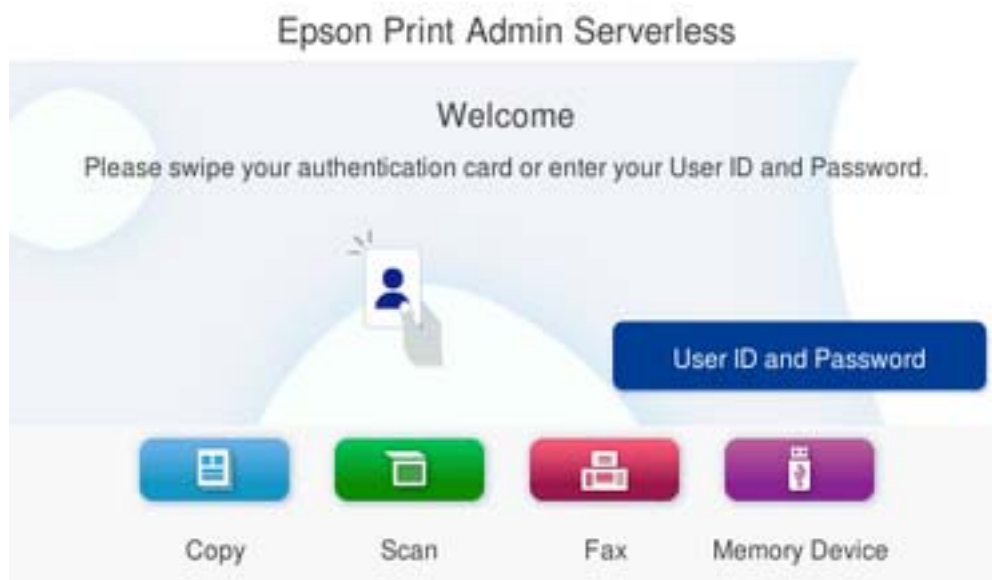 Epson Print Admin Serverless
Welcome
Please swipe your authentication card or enter your User ID and Password.
User ID and Password
Copy
Scan
Fax
Memory Device